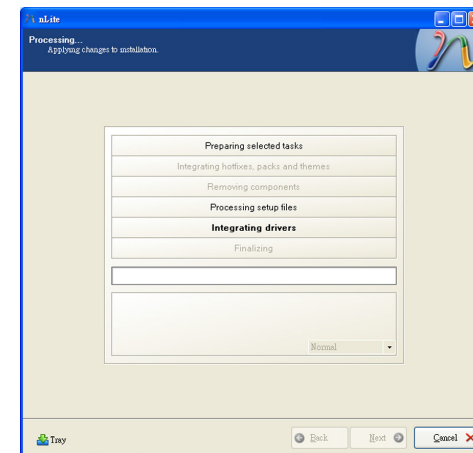 nLite
Processing...
Applying changes to installation.
Preparing selected tasks
Integrating hotfixes, packs and themes
Removing components
Processing setup files
Integrating drivers
Finalizing
Normal
Tray
Back
Next
Cancel